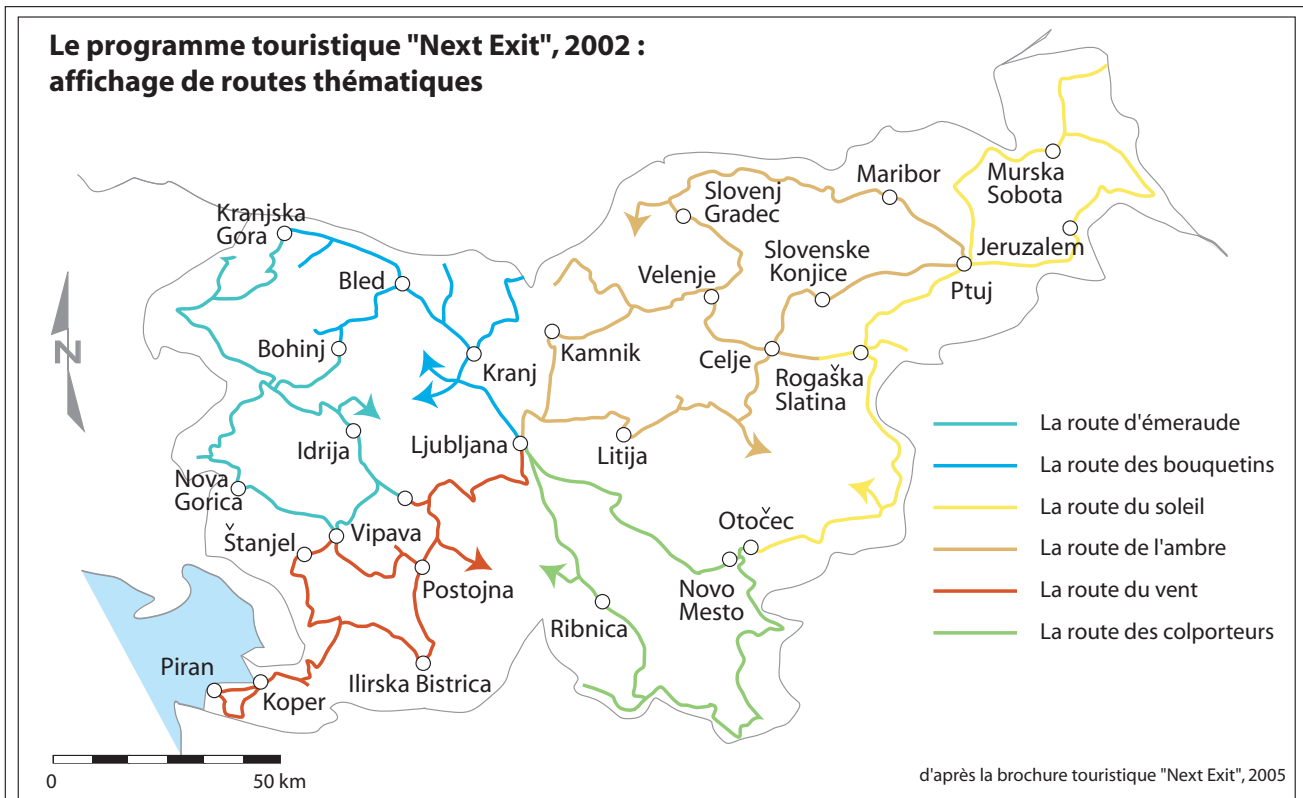 Le programme touristique "Next Exit", 2002 :
affichage de routes thématiques
Kranjska
Gora
Bled
Bohinj
Kranj
Idrija
Ljubljana
Nova
Gorica
Štanjel
Vipava
Postojna
Piran
Koper
Ilirska Bistrica
Slovenj
Gradec
Maribor
Murska
Sobota
Jeruzalem
Velenje
Slovenske
Konjice
Ptuj
Kamnik
Celje
Rogaška
Slatina
Litija
Otočec
Novo
Mesto
Ribnica
N
La route d'émeraude
La route des bouquetins
La route du soleil
La route de l'ambre
La route du vent
La route des colporteurs
0 50 km
d'après la brochure touristique "Next Exit", 2005